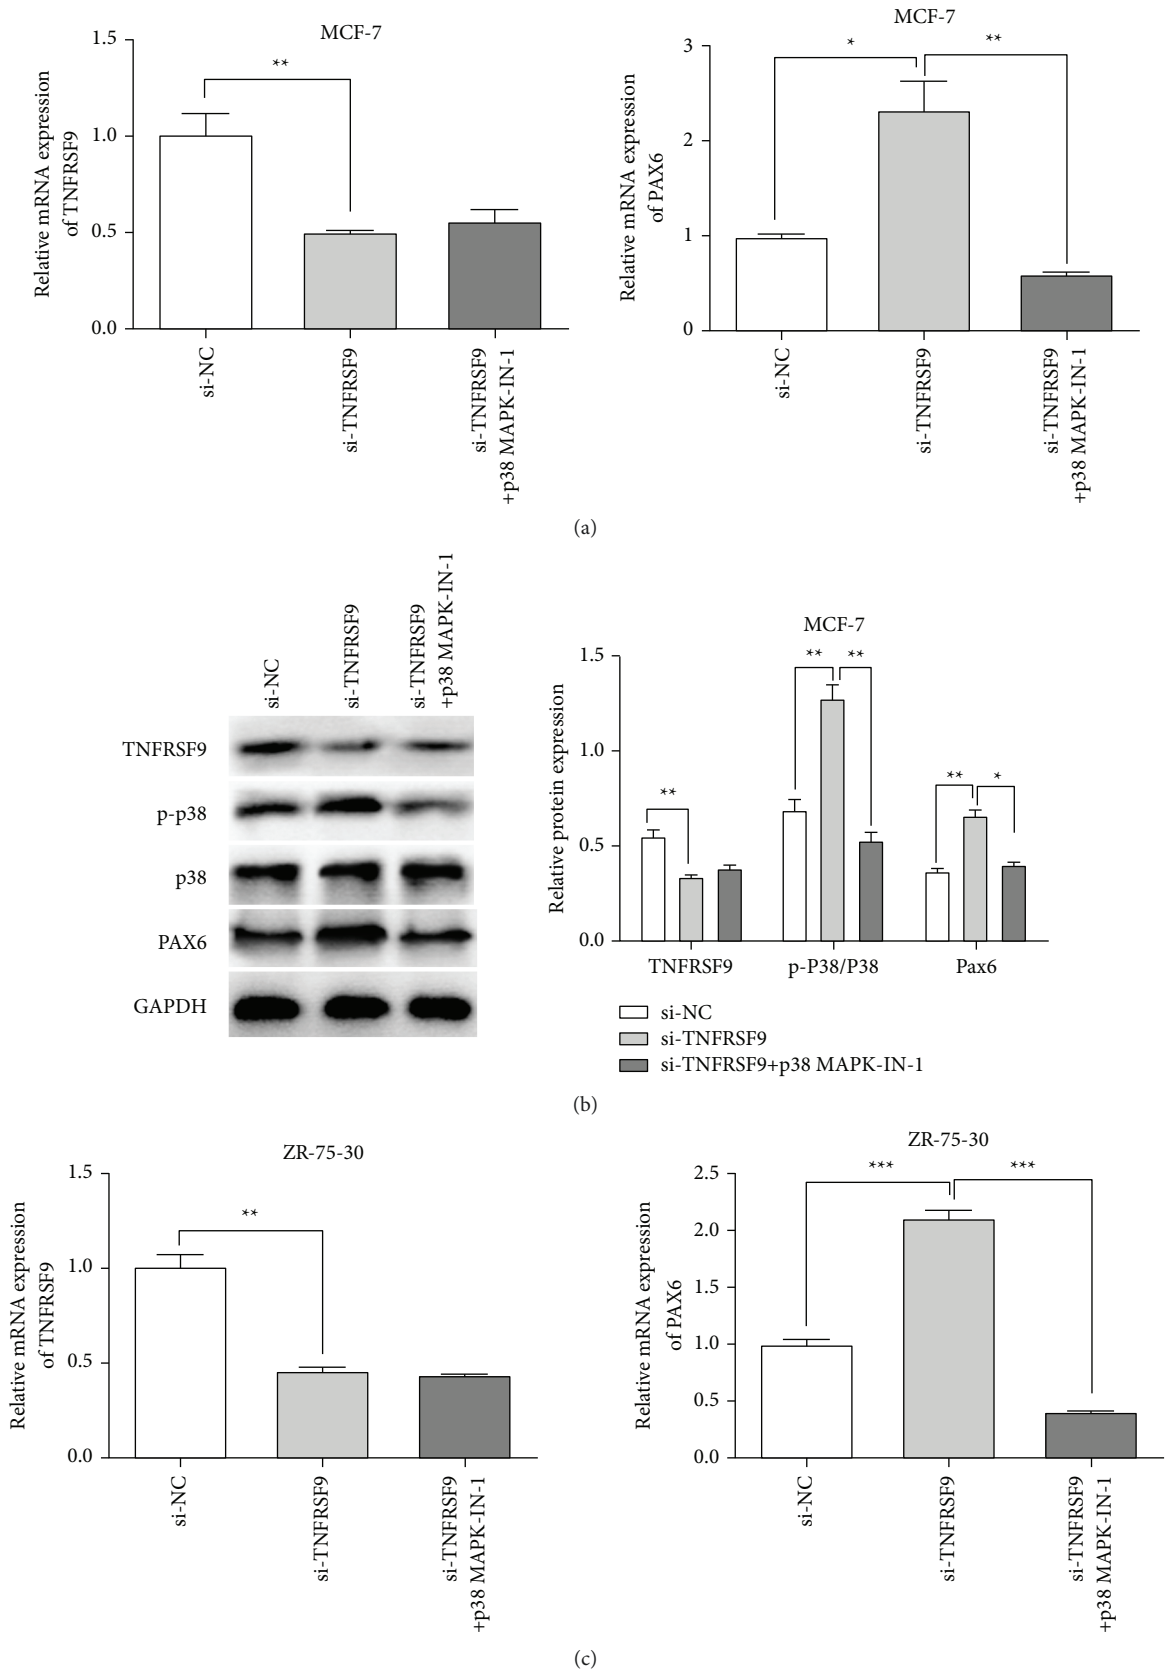 MCF-7
**
Relative mRNA expression
of TNFRSF9
1.5
1.0
0.5
0.0
si-NC
si-TNFRSF9
si-TNFRSF9
+p38 MAPK-IN-1
MCF-7
*
**
Relative mRNA expression
of PAX6
3
2
1
0
si-NC
si-TNFRSF9
si-TNFRSF9
+p38 MAPK-IN-1
(a)
si-NC
si-TNFRSF9
si-TNFRSF9
+p38 MAPK-IN-1
TNFRSF9
p-p38
p38
PAX6
GAPDH
MCF-7
Relative protein expression
1.5
1.0
0.5
0.0
**
**
**
**
*
TNFRSF9
p-P38/P38
Pax6
si-NC
si-TNFRSF9
si-TNFRSF9+p38 MAPK-IN-1
(b)
ZR-75-30
**
Relative mRNA expression
of TNFRSF9
1.5
1.0
0.5
0.0
si-NC
si-TNFRSF9
si-TNFRSF9
+p38 MAPK-IN-1
ZR-75-30
***
***
Relative mRNA expression
of PAX6
2.5
2.0
1.5
1.0
0.5
0.0
si-NC
si-TNFRSF9
si-TNFRSF9
+p38 MAPK-IN-1
(c)